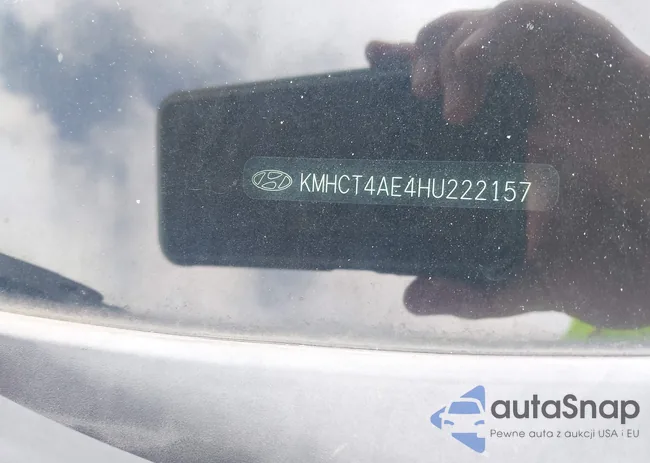 KMHCT4AE4HU222157
autaSnap
Pewne auta z aukcji USA i EU